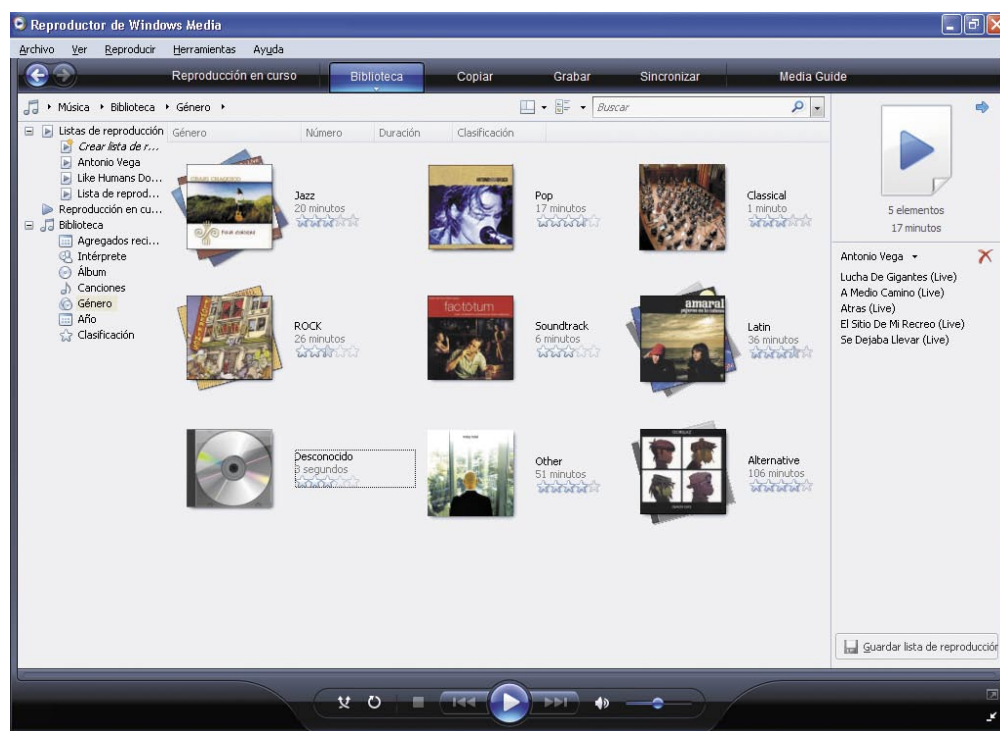 Reproductor de Windows Media
Archivo Ver Reproducir Herramientas Ayuda
Reproducción en curso Biblioteca Copiar Grabar Sincronizar Media Guide
Música Biblioteca Género
Buscar
Listas de reproducción
Crear lista de r...
Antonio Vega
Like Humans Do...
Lista de reprod...
Reproducción en cu...
Biblioteca
Agregados reci...
Intérprete
Álbum
Canciones
Género
Año
Clasificación
Género Número Duración Clasificación
Jazz
20 minutos
Pop
17 minutos
Classical
1 minuto
ROCK
26 minutos
factótum
Soundtrack
6 minutos
amaral
Latin
36 minutos
Desconocido
3 segundos
Other
51 minutos
Alternative
106 minutos
5 elementos
17 minutos
Antonio Vega
Lucha De Gigantes (Live)
A Medio Camino (Live)
Atras (Live)
El Sitio De Mi Recreo (Live)
Se Dejaba Llevar (Live)
Guardar lista de reproducción